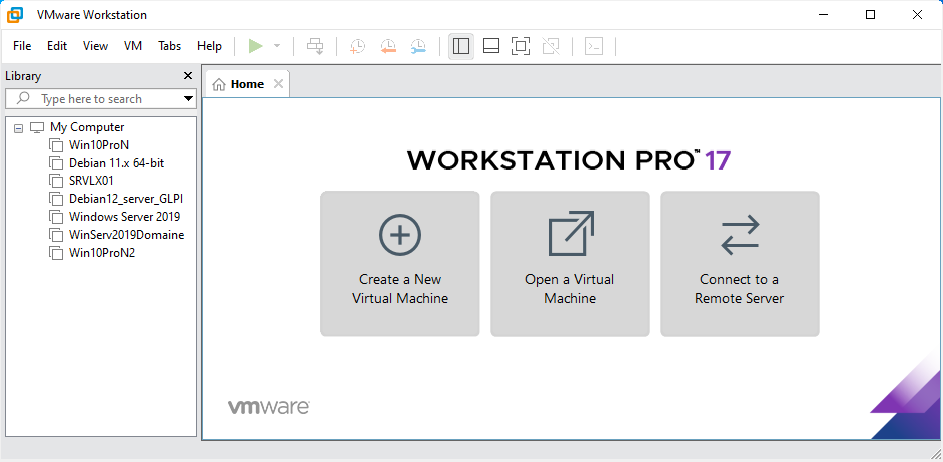 VMware Workstation
File Edit View VM Tabs Help
Library
Type here to search
My Computer
Win10ProN
Debian 11.x 64-bit
SRVLX01
Debian12_server_GLPI
Windows Server 2019
WinServ2019Domaine
Win10ProN2
Home
WORKSTATION PRO™ 17
Create a New
Virtual Machine
Open a Virtual
Machine
Connect to a
Remote Server
vmware